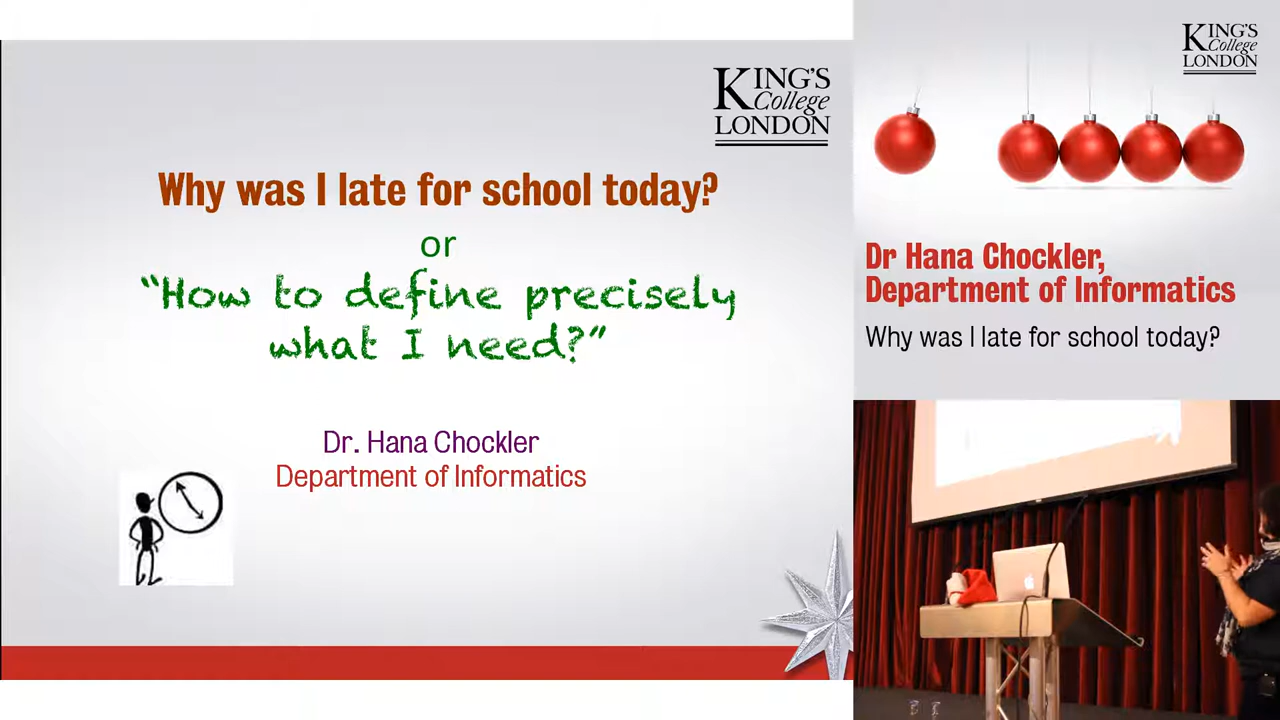 KING'S
College
LONDON
Why was I late for school today?
or
“How to define precisely
what I need?”
Dr. Hana Chockler
Department of Informatics
KING'S
College
LONDON
Dr Hana Chockler,
Department of Informatics
Why was I late for school today?